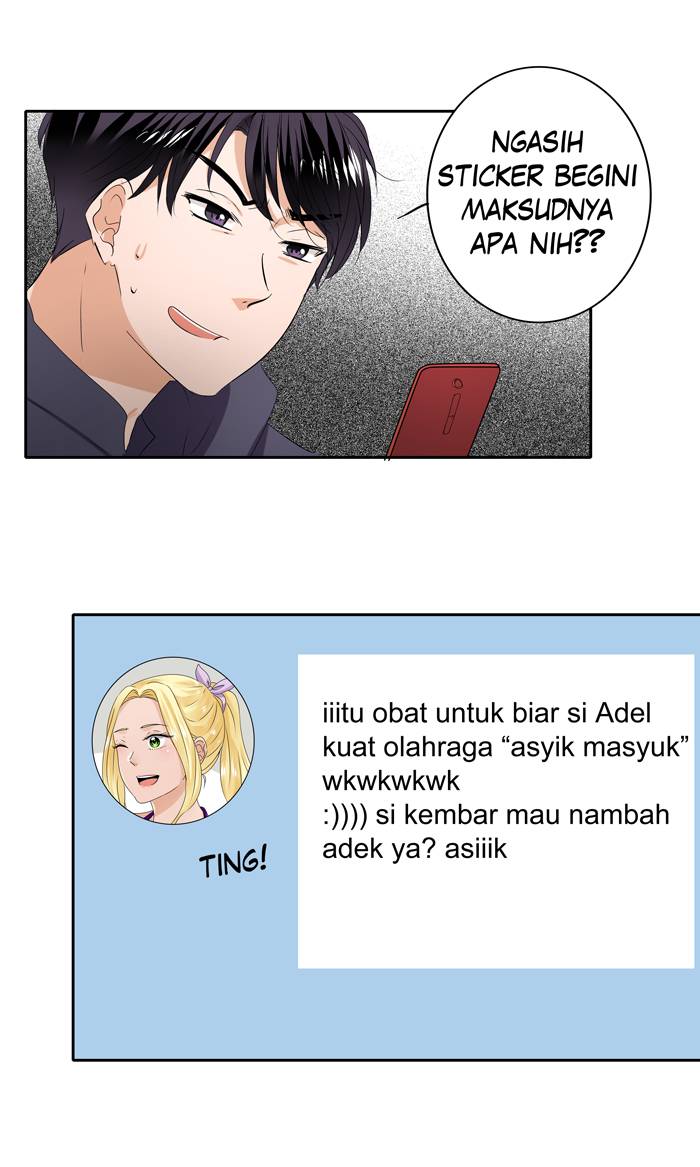 NGASIH
STICKER BEGINI
MAKSUDNYA
APA NIH??
iiitu obat untuk biar si Adel
kuat olahraga “asyik masyuk”
wkwkwkwk
:)))) si kembar mau nambah
adek ya? asiiik
TING!